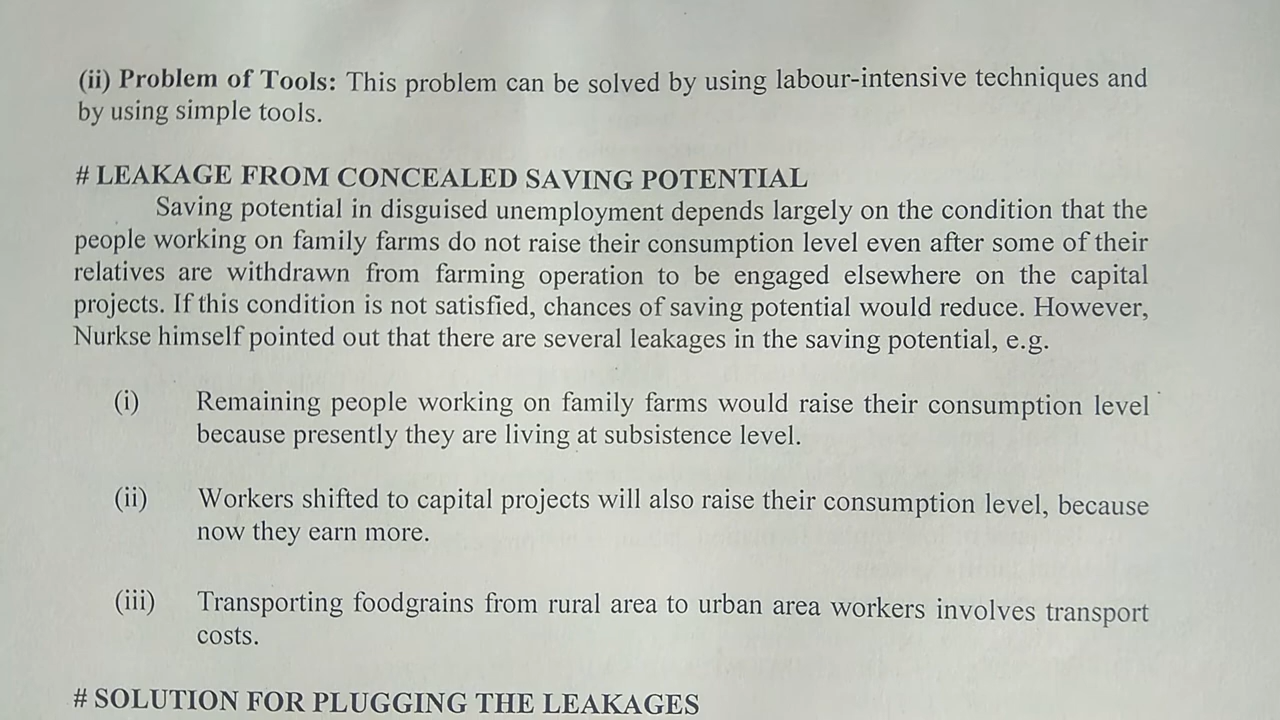 (ii) Problem of Tools: This problem can be solved by using labour-intensive techniques and
by using simple tools.
# LEAKAGE FROM CONCEALED SAVING POTENTIAL
Saving potential in disguised unemployment depends largely on the condition that the
people working on family farms do not raise their consumption level even after some of their
relatives are withdrawn from farming operation to be engaged elsewhere on the capital
projects. If this condition is not satisfied, chances of saving potential would reduce. However,
Nurkse himself pointed out that there are several leakages in the saving potential, e.g.
(i) Remaining people working on family farms would raise their consumption level
because presently they are living at subsistence level.
(ii) Workers shifted to capital projects will also raise their consumption level, because
now they earn more.
(iii) Transporting foodgrains from rural area to urban area workers involves transport
costs.
# SOLUTION FOR PLUGGING THE LEAKAGES